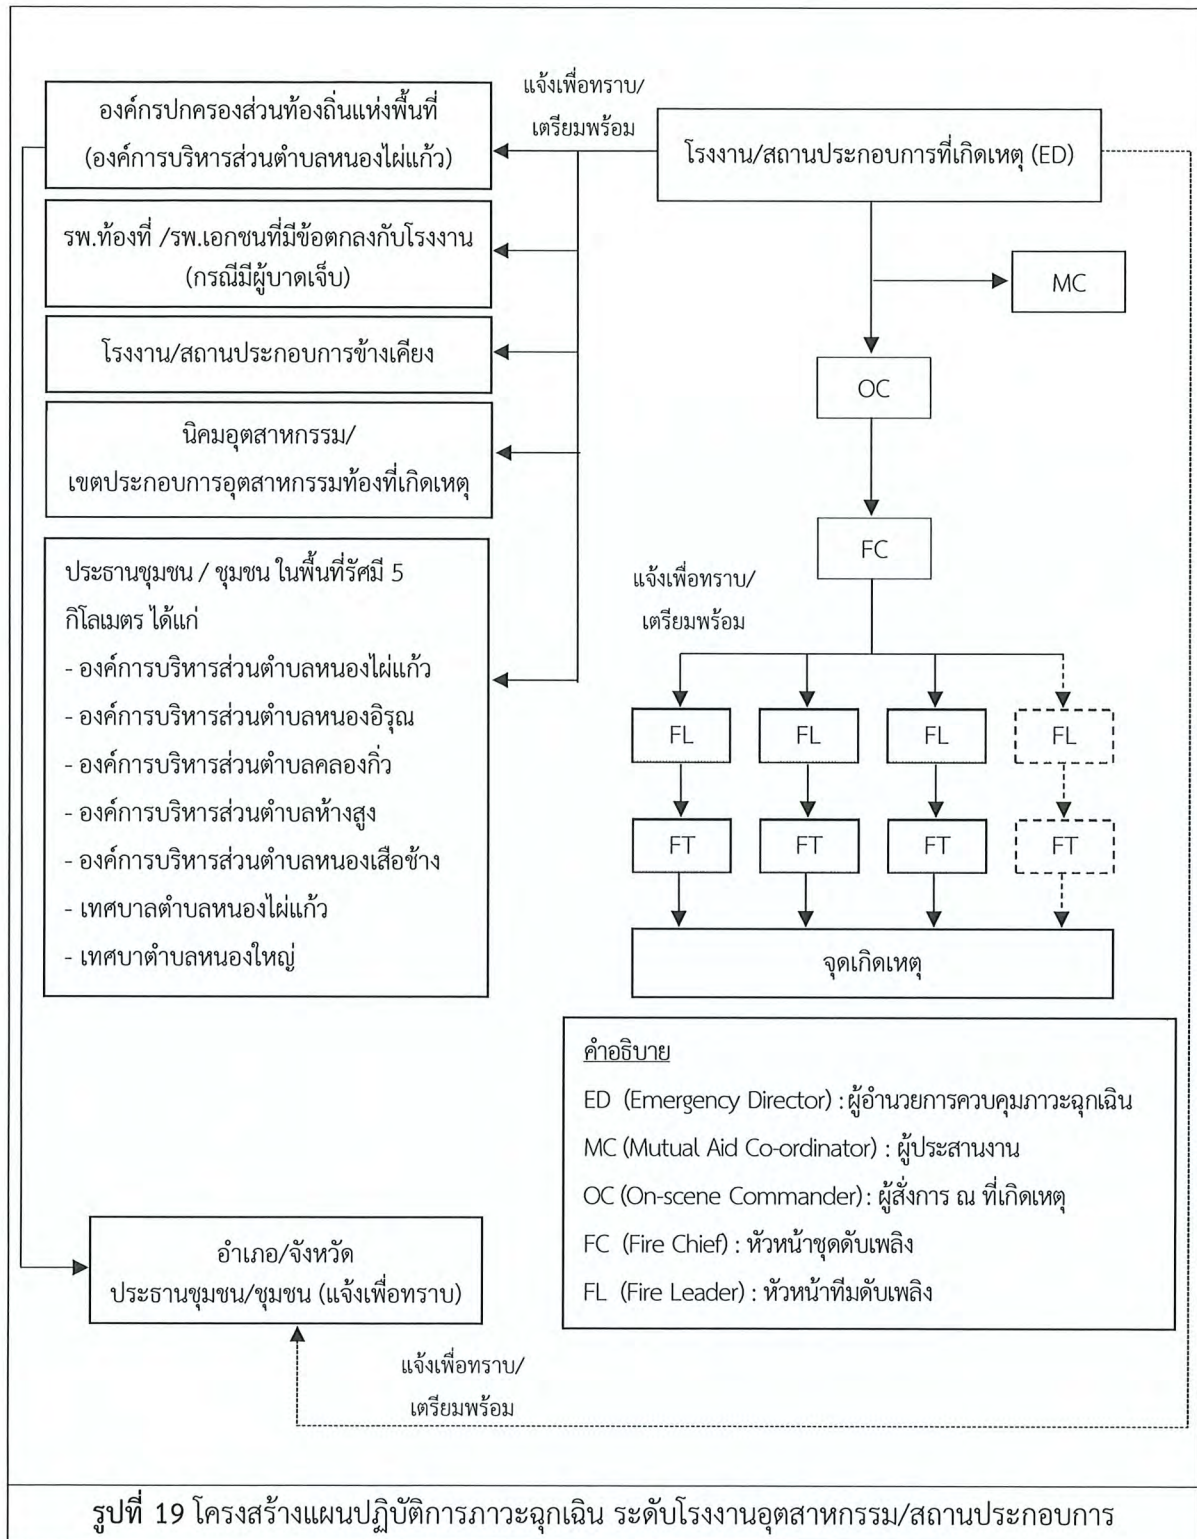 แจ้งเพื่อทราบ/
เตรียมพร้อม
องค์กรปกครองส่วนท้องถิ่นแห่งพื้นที่
(องค์การบริหารส่วนตำบลหนองไผ่แก้ว)
โรงงาน/สถานประกอบการที่เกิดเหตุ (ED)
รพ.ท้องที่ /รพ.เอกชนที่มีข้อตกลงกับโรงงาน
(กรณีมีผู้บาดเจ็บ)
MC
โรงงาน/สถานประกอบการข้างเคียง
OC
นิคมอุตสาหกรรม/
เขตประกอบการอุตสาหกรรมท้องที่เกิดเหตุ
FC
ประธานชุมชน / ชุมชน ในพื้นที่รัศมี 5
กิโลเมตร ได้แก่
- องค์การบริหารส่วนตำบลหนองไผ่แก้ว
- องค์การบริหารส่วนตำบลหนองอิรุณ
- องค์การบริหารส่วนตำบลคลองกิ่ว
- องค์การบริหารส่วนตำบลห้างสูง
- องค์การบริหารส่วนตำบลหนองเสือช้าง
- เทศบาลตำบลหนองไผ่แก้ว
- เทศบาตำบลหนองใหญ่
แจ้งเพื่อทราบ/
เตรียมพร้อม
FL FL FL FL
FT FT FT FT
จุดเกิดเหตุ
คำอธิบาย
ED (Emergency Director) : ผู้อำนวยการควบคุมภาวะฉุกเฉิน
MC (Mutual Aid Co-ordinator) : ผู้ประสานงาน
OC (On-scene Commander) : ผู้สั่งการ ณ ที่เกิดเหตุ
FC (Fire Chief) : หัวหน้าชุดดับเพลิง
FL (Fire Leader) : หัวหน้าทีมดับเพลิง
อำเภอ/จังหวัด
ประธานชุมชน/ชุมชน (แจ้งเพื่อทราบ)
แจ้งเพื่อทราบ/
เตรียมพร้อม
รูปที่ 19 โครงสร้างแผนปฏิบัติการภาวะฉุกเฉิน ระดับโรงงานอุตสาหกรรม/สถานประกอบการ